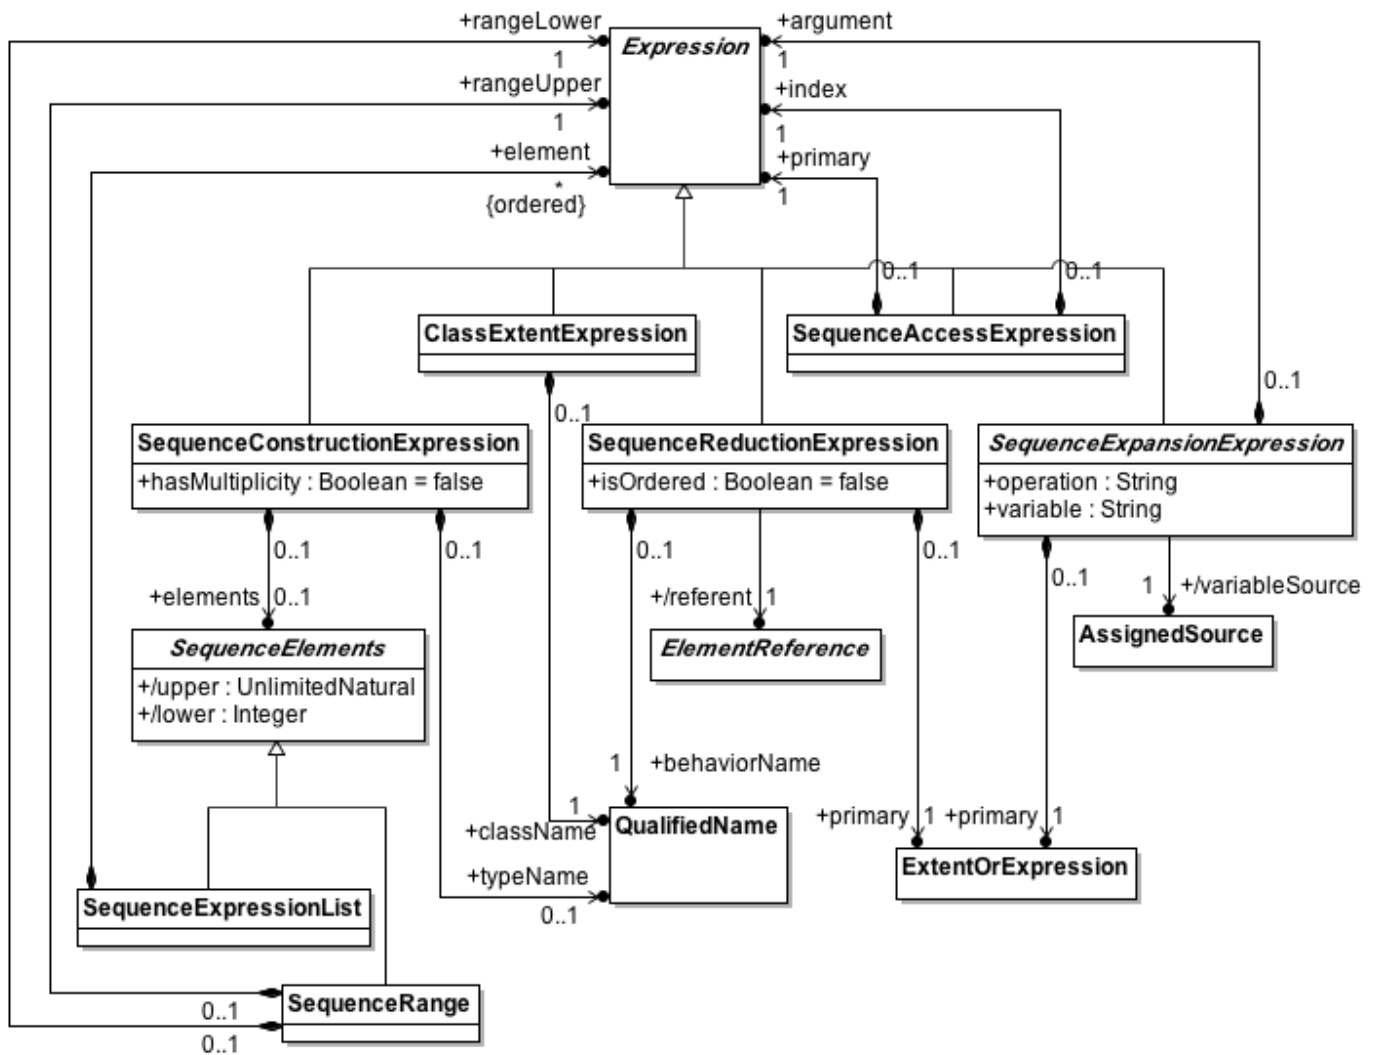 +rangeLower
1
+rangeUpper
1
+element
*
{ordered}
Expression
+argument
1
+index
1
+primary
1
0..1
0..1
ClassExtentExpression
0..1
SequenceAccessExpression
0..1
SequenceConstructionExpression
+hasMultiplicity : Boolean = false
0..1
0..1
SequenceReductionExpression
+isOrdered : Boolean = false
0..1
0..1
SequenceExpansionExpression
+operation : String
+variable : String
0..1
+elements
0..1
+/referent
1
1
+/variableSource
SequenceElements
+/upper : UnlimitedNatural
+/lower : Integer
ElementReference
AssignedSource
1
+behaviorName
1
+className
+typeName
0..1
QualifiedName
+primary
1
+primary
1
ExtentOrExpression
SequenceExpressionList
SequenceRange
0..1
0..1